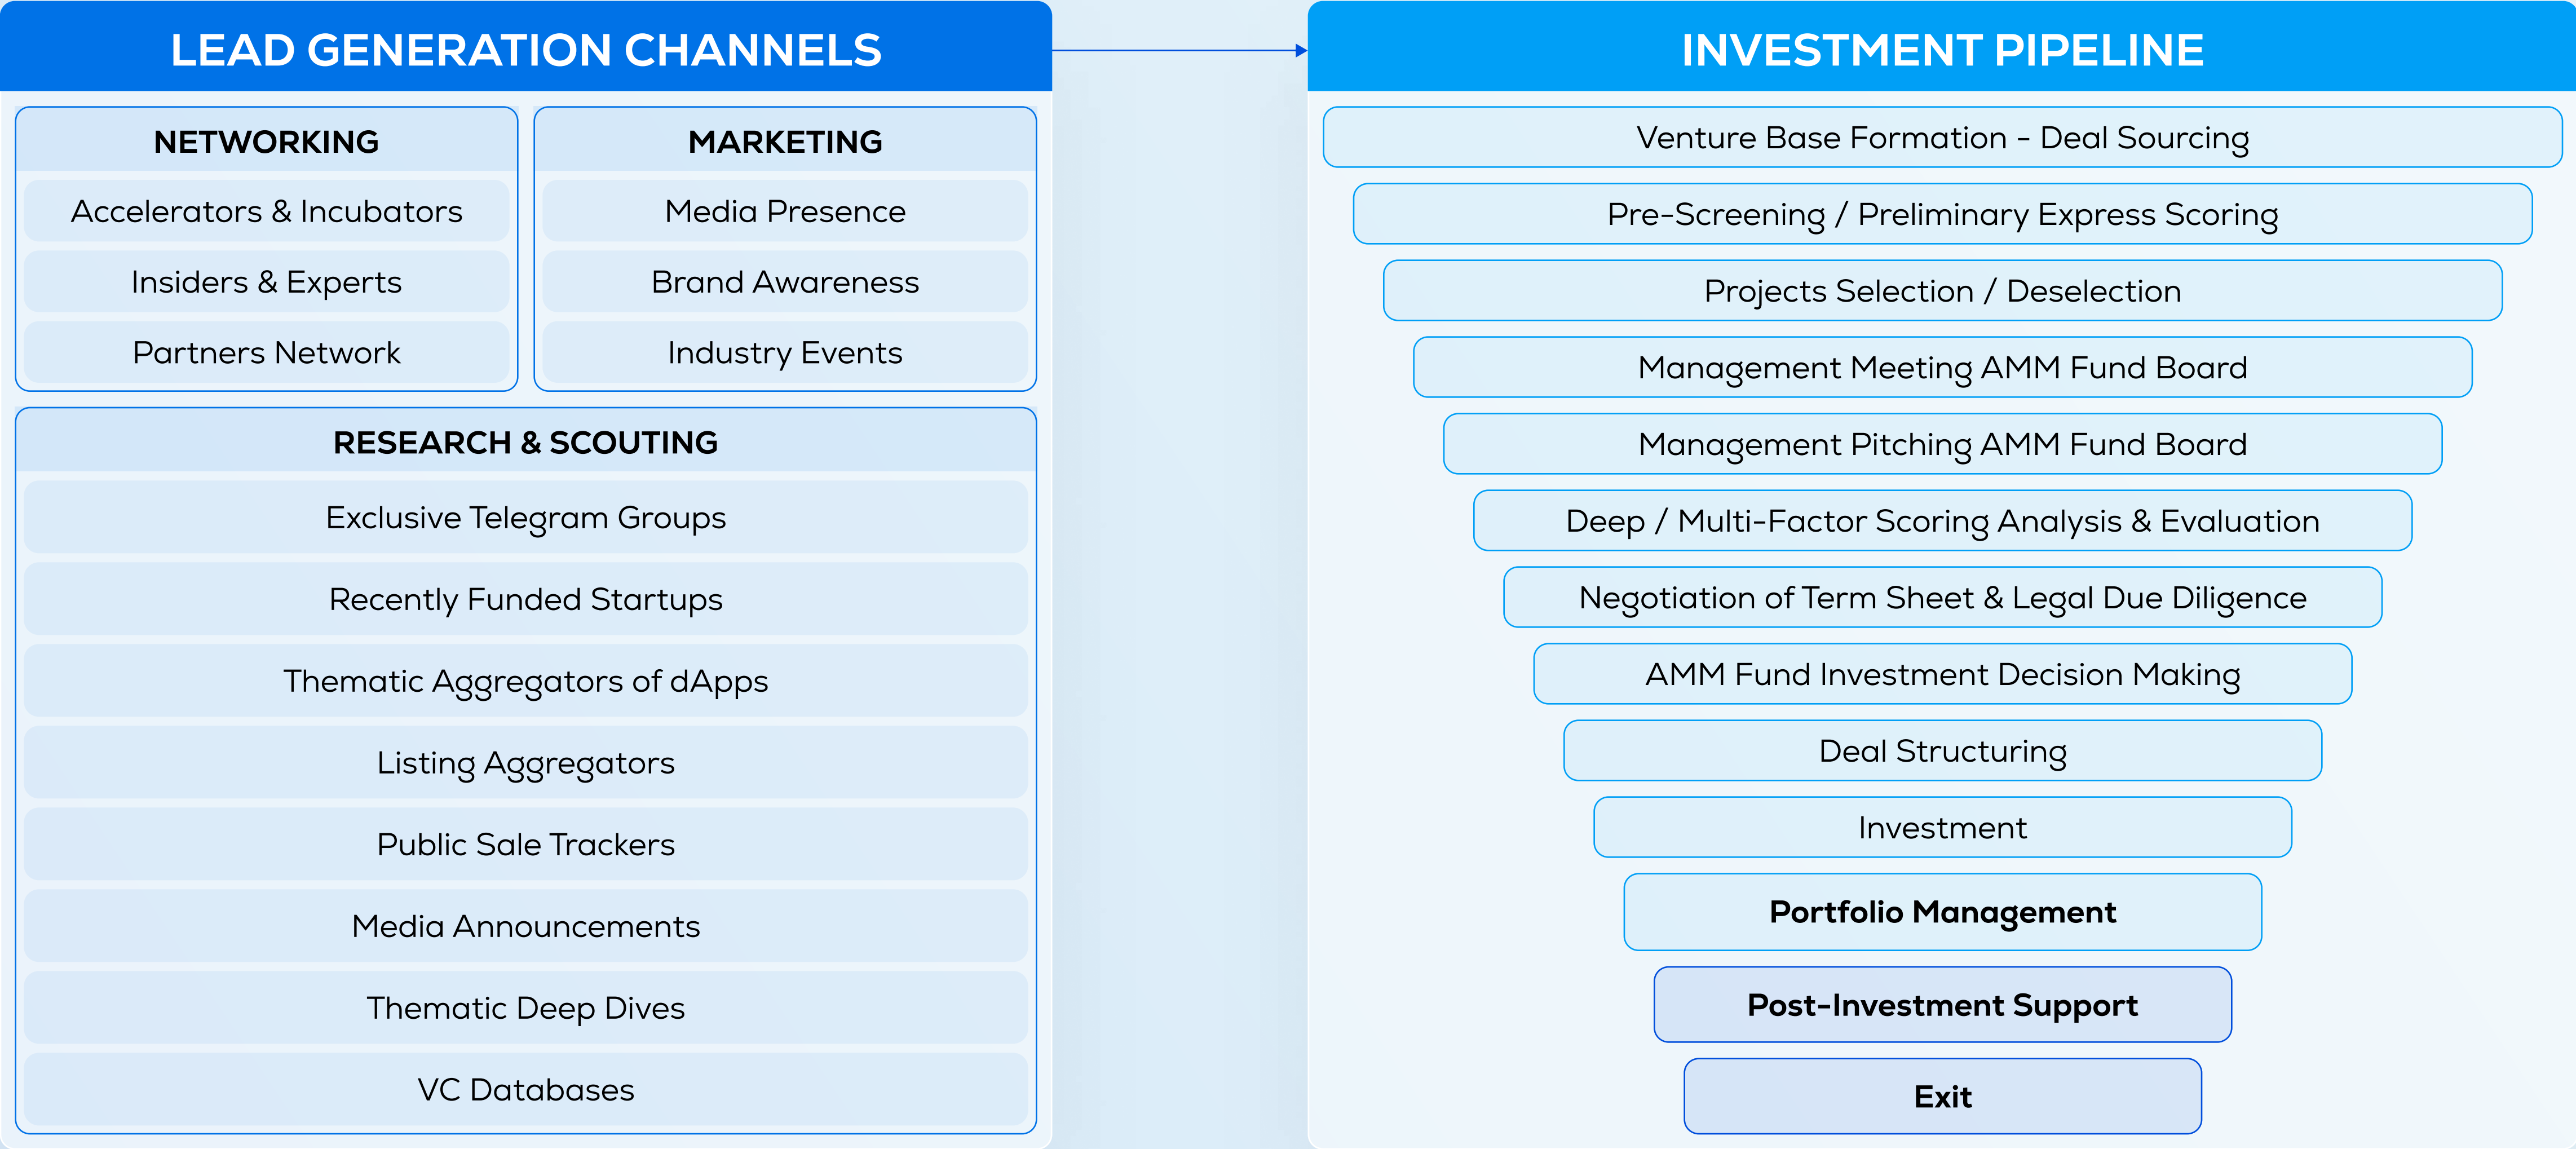 LEAD GENERATION CHANNELS
NETWORKING
Accelerators & Incubators
Insiders & Experts
Partners Network
MARKETING
Media Presence
Brand Awareness
Industry Events
RESEARCH & SCOUTING
Exclusive Telegram Groups
Recently Funded Startups
Thematic Aggregators of dApps
Listing Aggregators
Public Sale Trackers
Media Announcements
Thematic Deep Dives
VC Databases
INVESTMENT PIPELINE
Venture Base Formation - Deal Sourcing
Pre-Screening / Preliminary Express Scoring
Projects Selection / Deselection
Management Meeting AMM Fund Board
Management Pitching AMM Fund Board
Deep / Multi-Factor Scoring Analysis & Evaluation
Negotiation of Term Sheet & Legal Due Diligence
AMM Fund Investment Decision Making
Deal Structuring
Investment
Portfolio Management
Post-Investment Support
Exit